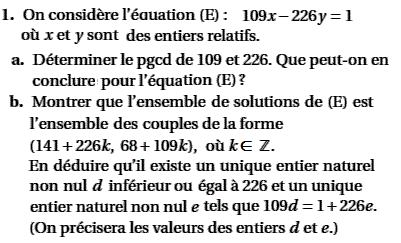 1. On considère l'équation (E) : 109x − 226y = 1
où x et y sont des entiers relatifs.
a. Déterminer le pgcd de 109 et 226. Que peut-on en
conclure pour l'équation (E) ?
b. Montrer que l'ensemble de solutions de (E) est
l'ensemble des couples de la forme
(141 + 226k, 68 + 109k), où k ∈ ℤ.
En déduire qu'il existe un unique entier naturel
non nul d inférieur ou égal à 226 et un unique
entier naturel non nul e tels que 109d = 1 + 226e.
(On précisera les valeurs des entiers d et e.)